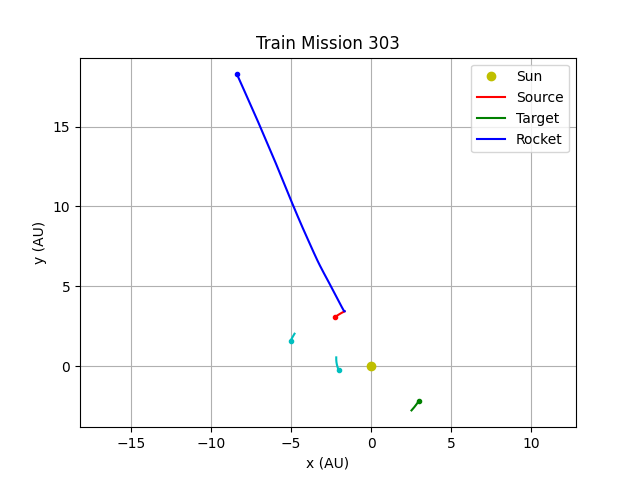 Train Mission 303
Sun
Source
Target
Rocket
15
10
5
0
y (AU)
−15
−10
−5
0
5
10
x (AU)